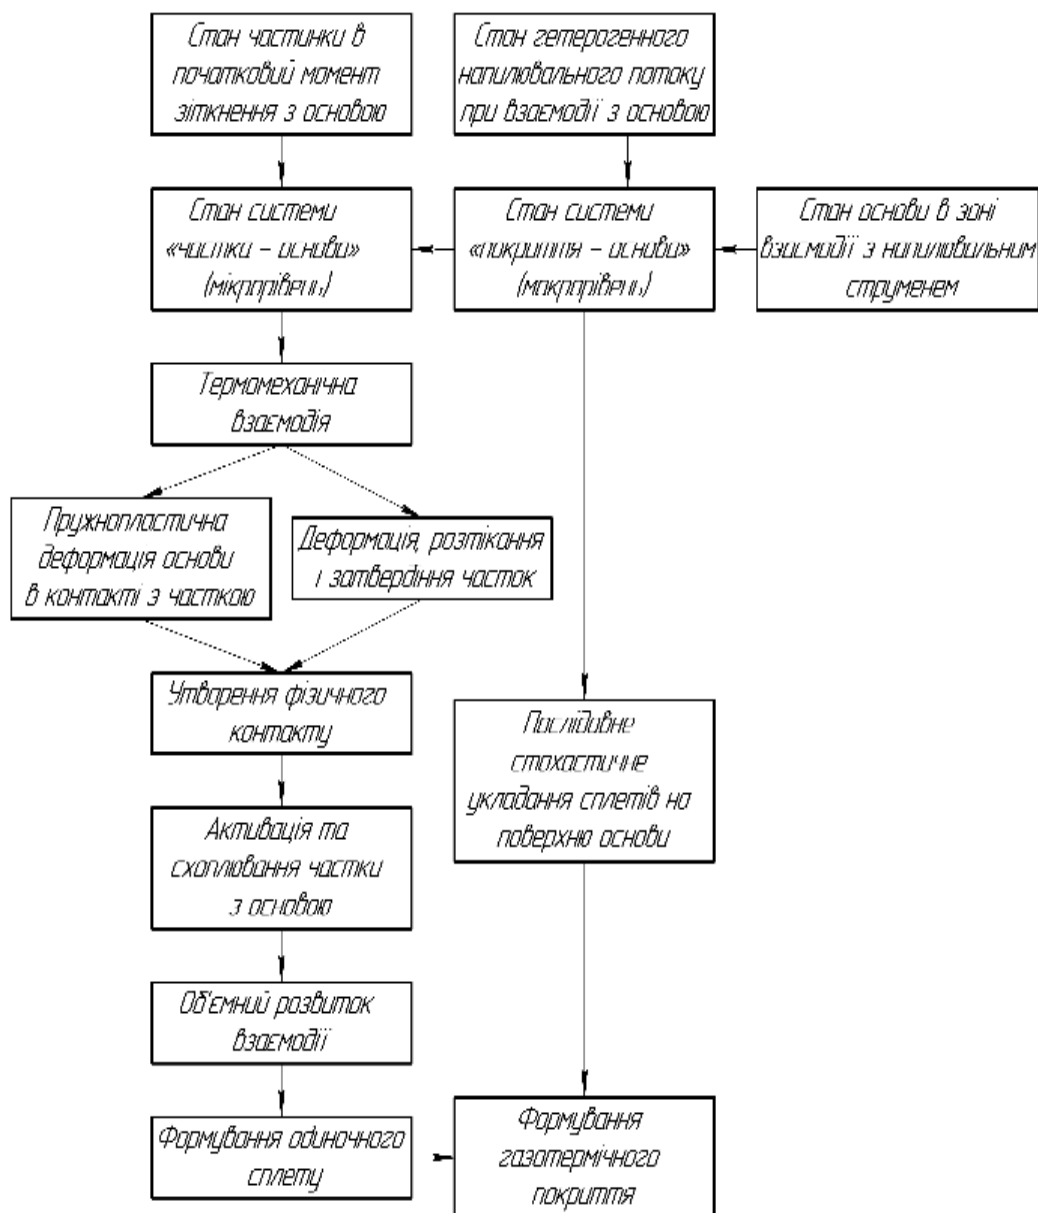 Стан частинки в
початковий момент
зіткнення з основою
Стан гетерогенного
напилювального потоку
при взаємодії з основою
Стан системи
«частки – основи»
(мікрорівень)
Стан системи
«покриття – основи»
(макрорівень)
Стан основи в зоні
взаємодії з напилювальним
струменем
Термомеханічна
взаємодія
Пружнопластична
деформація основи
в контакті з часткою
Деформація, розтікання
і затвердіння часток
Утворення фізичного
контакту
Послідовне
стохастичне
укладання сплетів на
поверхню основи
Активація та
схоплювання частки
з основою
Об'ємний розвиток
взаємодії
Формування одиночного
сплету
Формування
газотермічного
покриття